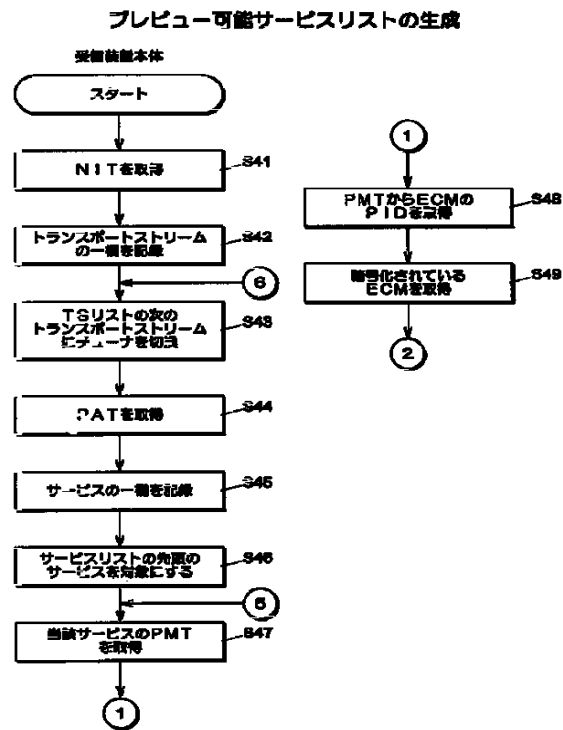 プレビュー可能サービスリストの生成
受信装置本体
スタート
NITを取得
S41
トランスポートストリーム
の一覧を記録
S42
6
TSリストの次の
トランスポートストリーム
にチューナを切換
S43
PATを取得
S44
サービスの一覧を記録
S45
サービスリストの先頭の
サービスを対象にする
S46
5
当該サービスのPMT
を取得
S47
1
1
PMTからECMの
PIDを取得
S48
暗号化されている
ECMを取得
S49
2